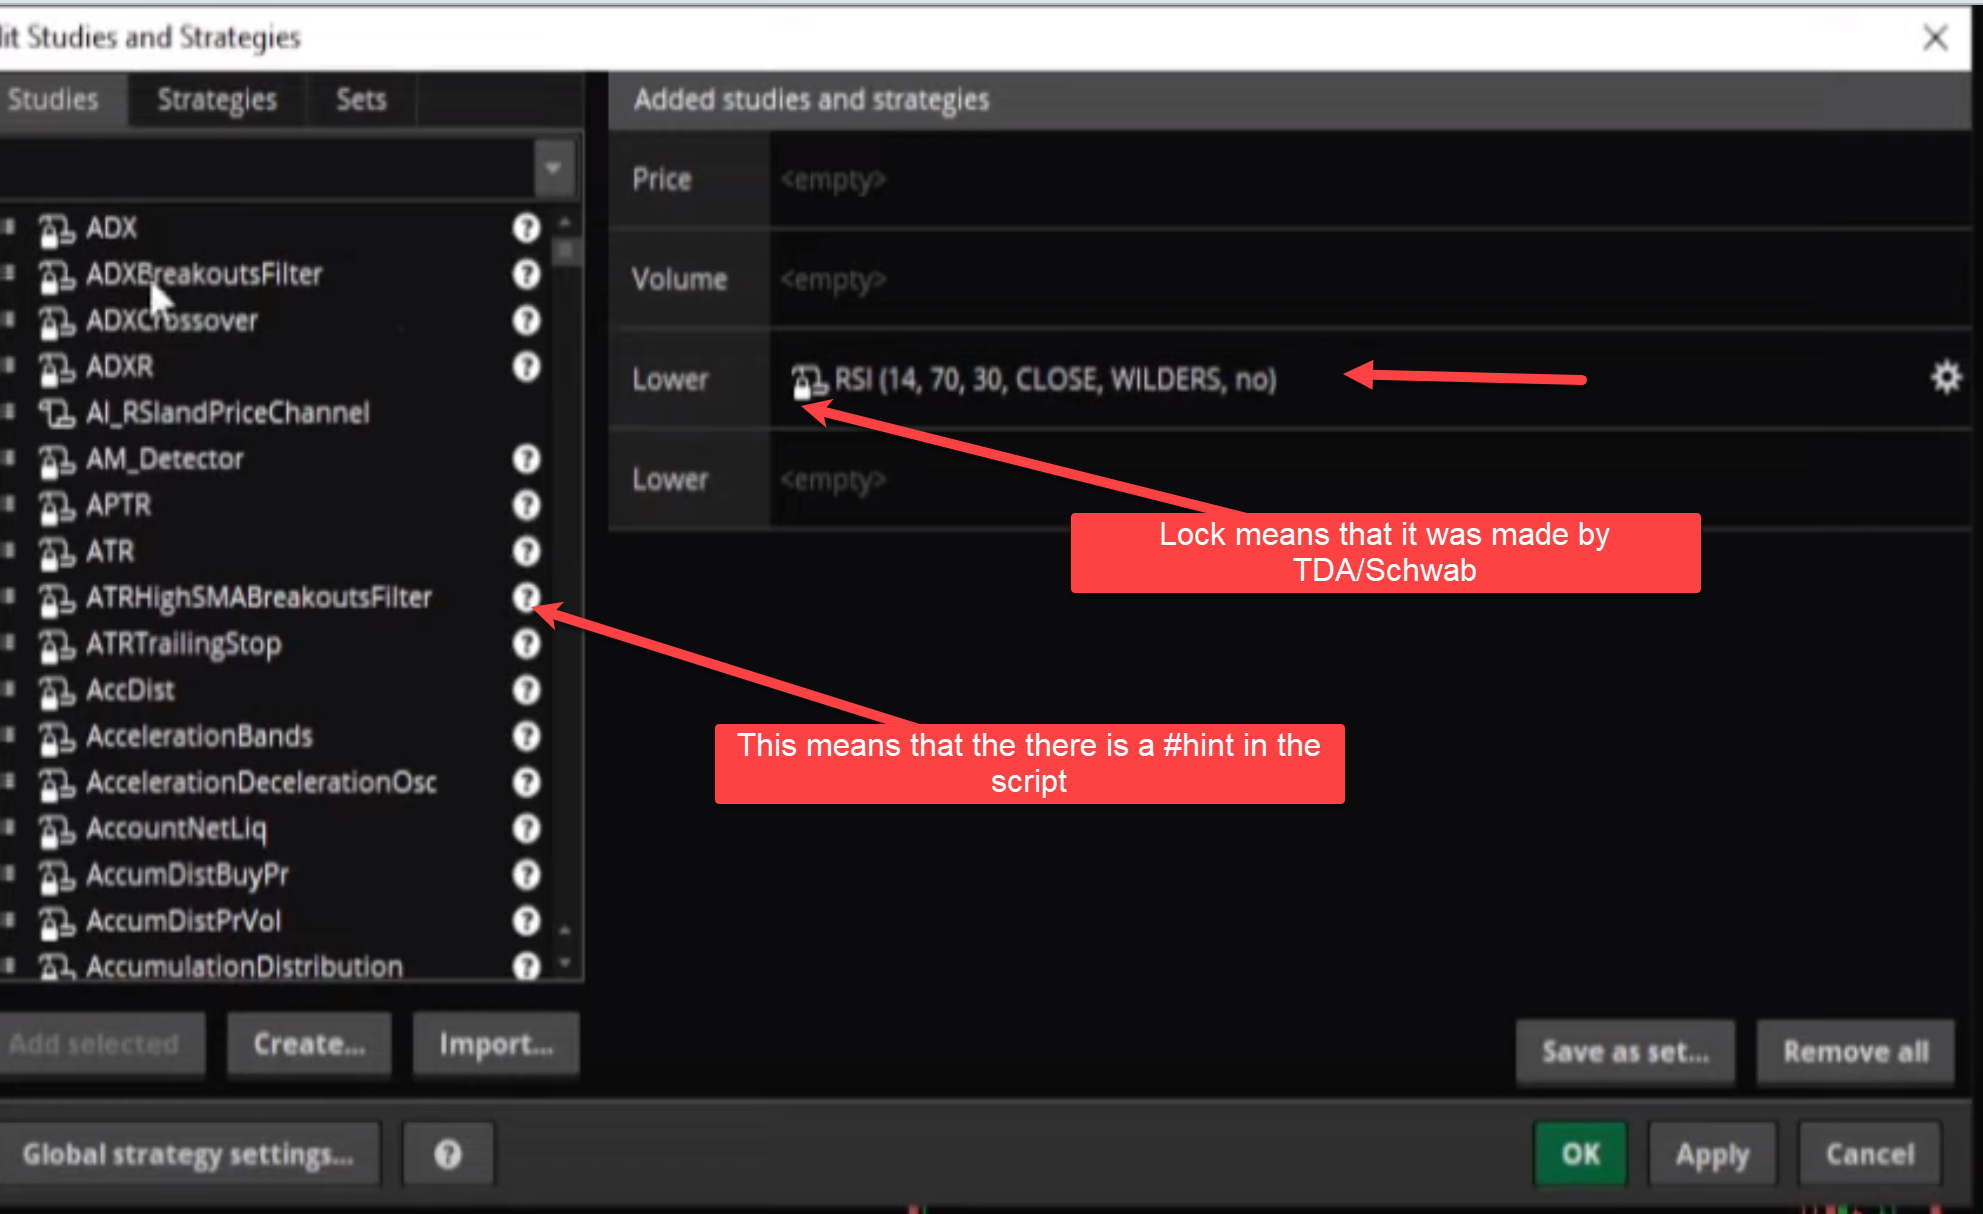 lit Studies and Strategies
Studies Strategies Sets
ADX
ADXBreakoutsFilter
ADXCrossover
ADXR
AI_RSIandPriceChannel
AM_Detector
APTR
ATR
ATRHighSMABreakoutsFilter
ATRTrailingStop
AccDist
AccelerationBands
AccelerationDecelerationOsc
AccountNetLiq
AccumDistBuyPr
AccumDistPrVol
AccumulationDistribution
Add selected Create... Import...
Added studies and strategies
Price <empty>
Volume <empty>
Lower RSI (14, 70, 30, CLOSE, WILDERS, no)
Lower <empty>
Lock means that it was made by
TDA/Schwab
This means that the there is a #hint in the
script
Save as set... Remove all
Global strategy settings... ?
OK Apply Cancel